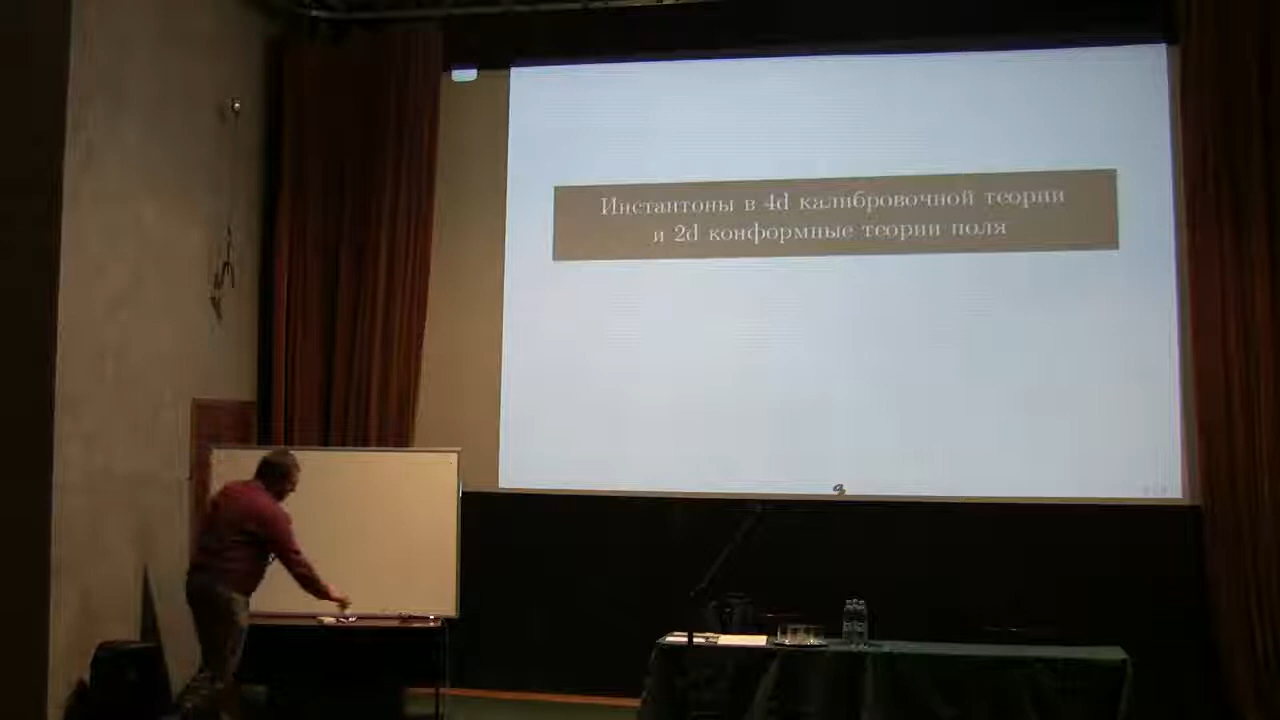 Инстантоны в 4d калибровочной теории
и 2d конформные теории поля